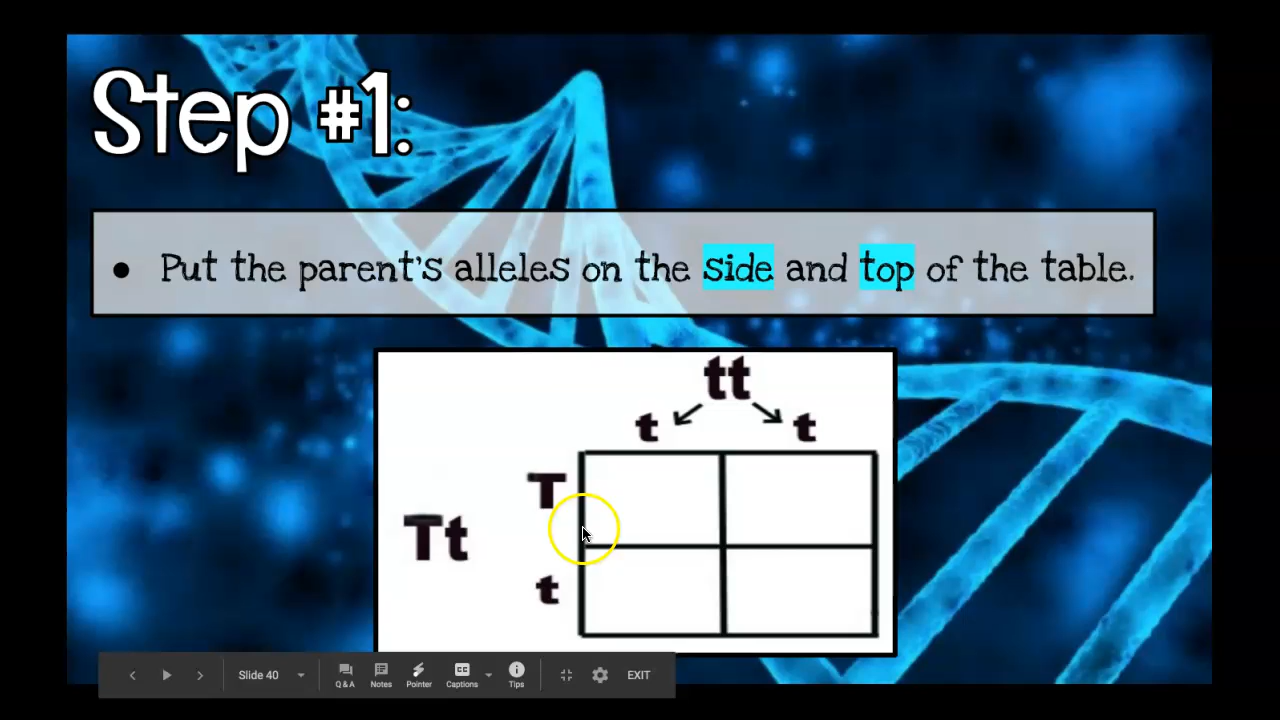 Step #1:
● Put the parent's alleles on the side and top of the table.
tt
t t
T
Tt
t
Slide 40 Q & A Notes Pointer Captions Tips EXIT